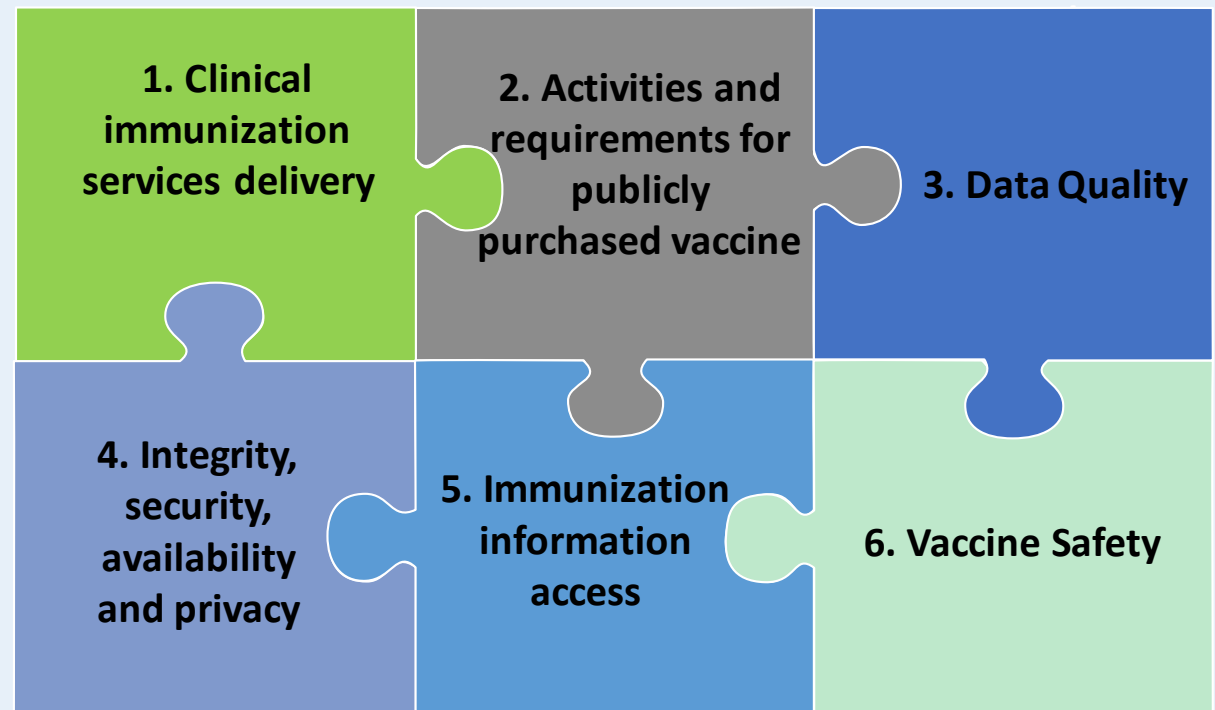 1. Clinical
immunization
services delivery
2. Activities and
requirements for
publicly
purchased vaccine
3. Data Quality
4. Integrity,
security,
availability
and privacy
5. Immunization
information
access
6. Vaccine Safety